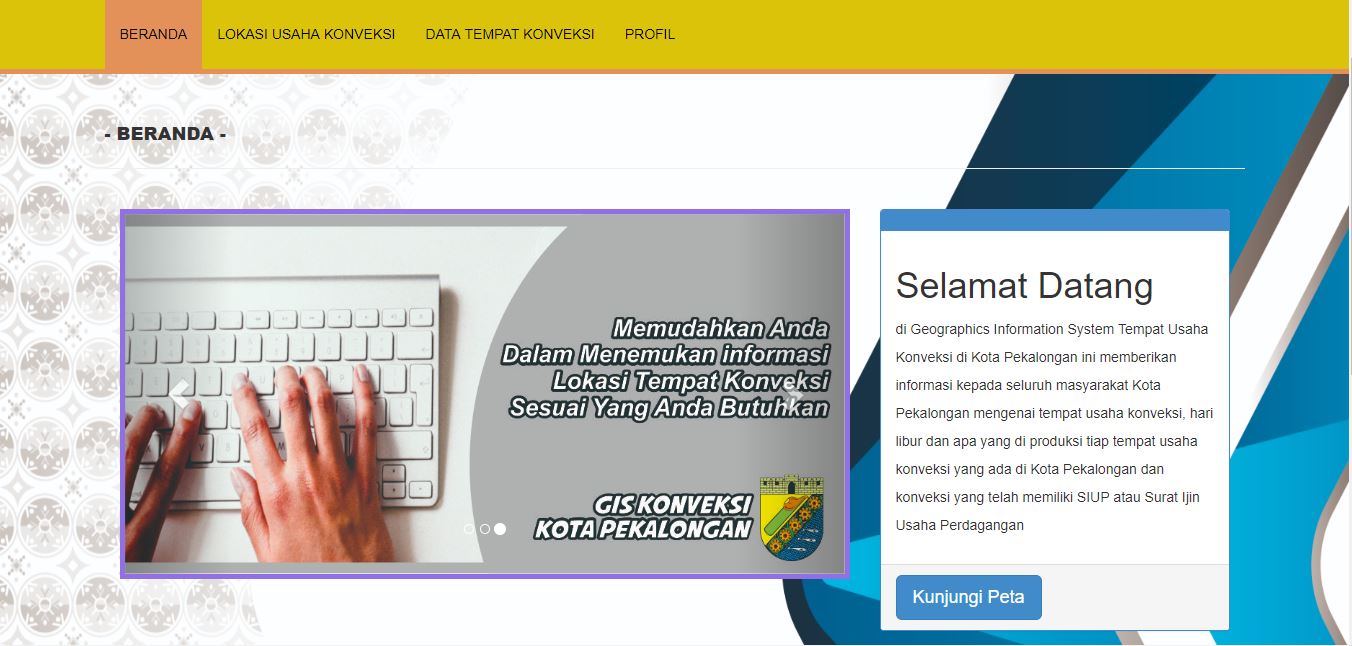 BERANDA LOKASI USAHA KONVEKSI DATA TEMPAT KONVEKSI PROFIL
- BERANDA -
Memudahkan Anda
Dalam Menemukan informasi
Lokasi Tempat Konveksi
Sesuai Yang Anda Butuhkan
GIS KONVEKSI
KOTA PEKALONGAN
Selamat Datang
di Geographics Information System Tempat Usaha
Konveksi di Kota Pekalongan ini memberikan
informasi kepada seluruh masyarakat Kota
Pekalongan mengenai tempat usaha konveksi, hari
libur dan apa yang di produksi tiap tempat usaha
konveksi yang ada di Kota Pekalongan dan
konveksi yang telah memiliki SIUP atau Surat Ijin
Usaha Perdagangan
Kunjungi Peta